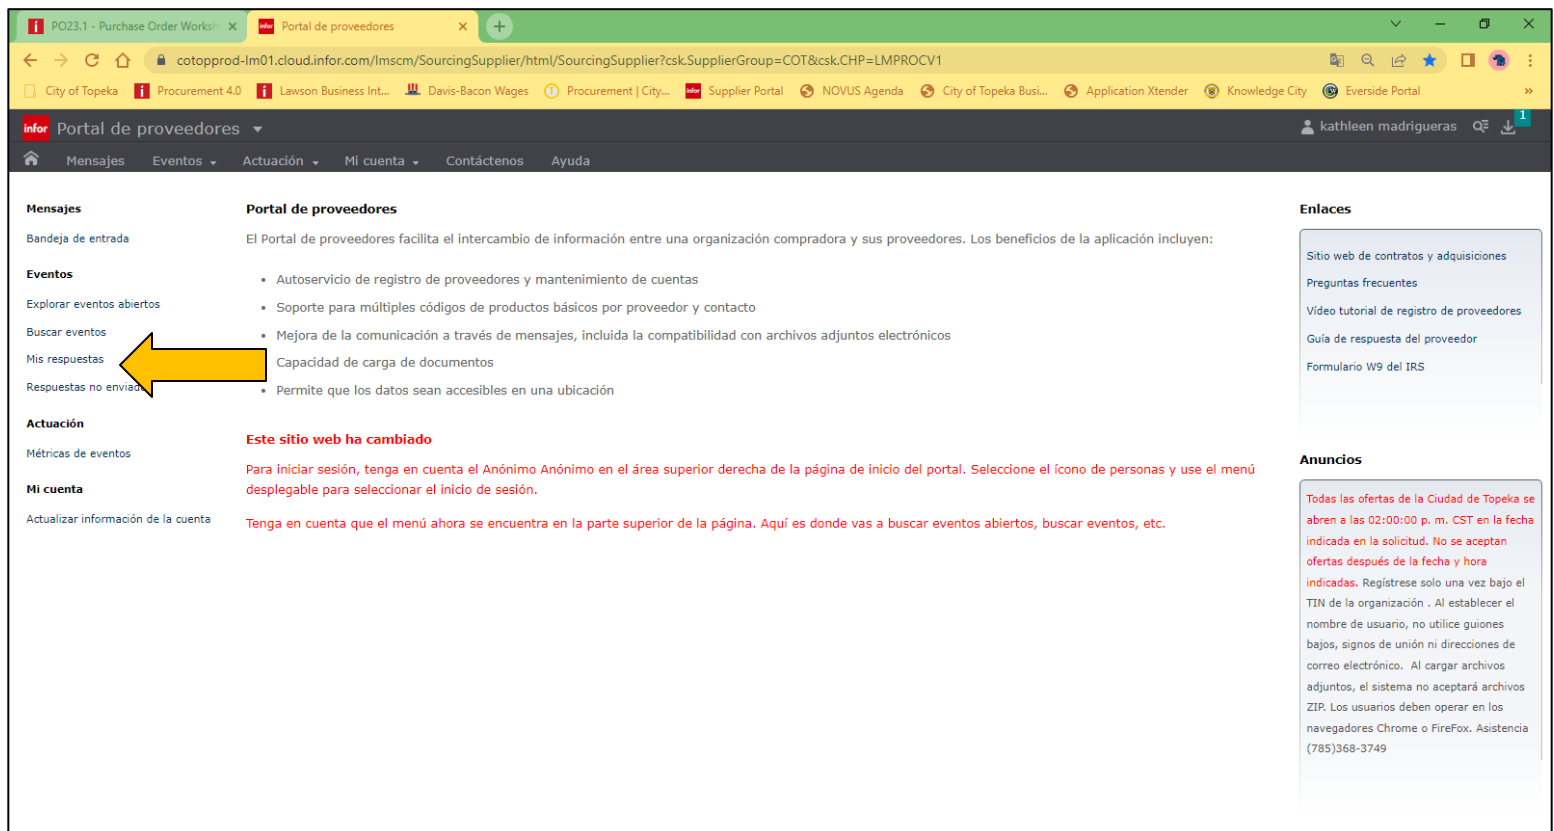 PO23.1 - Purchase Order Worksh
Portal de proveedores
cotopprod-lm01.cloud.infor.com/lmscm/SourcingSupplier/html/SourcingSupplier?csk.SupplierGroup=COT&csk.CHP=LMPROCV1
City of Topeka
Procurement 4.0
Lawson Business Int...
Davis-Bacon Wages
Procurement | City...
Supplier Portal
NOVUS Agenda
City of Topeka Busi...
Application Xtender
Knowledge City
Everside Portal
»
infor Portal de proveedores
kathleen madrigueras
1
Mensajes
Eventos
Actuación
Mi cuenta
Contáctenos
Ayuda
Mensajes
Bandeja de entrada
Eventos
Explorar eventos abiertos
Buscar eventos
Mis respuestas
Respuestas no
Actuación
Métricas de eventos
Mi cuenta
Actualizar información de la cuenta
Portal de proveedores
El Portal de proveedores facilita el intercambio de información entre una organización compradora y sus proveedores. Los beneficios de la aplicación incluyen:
• Autoservicio de registro de proveedores y mantenimiento de cuentas
• Soporte para múltiples códigos de productos básicos por proveedor y contacto
• Mejora de la comunicación a través de mensajes, incluida la compatibilidad con archivos adjuntos electrónicos
Capacidad de carga de documentos
• Permite que los datos sean accesibles en una ubicación
Este sitio web ha cambiado
Para iniciar sesión, tenga en cuenta el Anónimo Anónimo en el área superior derecha de la página de inicio del portal. Seleccione el ícono de personas y use el menú
desplegable para seleccionar el inicio de sesión.
Tenga en cuenta que el menú ahora se encuentra en la parte superior de la página. Aquí es donde vas a buscar eventos abiertos, buscar eventos, etc.
Enlaces
Sitio web de contratos y adquisiciones
Preguntas frecuentes
Vídeo tutorial de registro de proveedores
Guía de respuesta del proveedor
Formulario W9 del IRS
Anuncios
Todas las ofertas de la Ciudad de Topeka se
abren a las 02:00:00 p. m. CST en la fecha
indicada en la solicitud. No se aceptan
ofertas después de la fecha y hora
indicadas. Regístrese solo una vez bajo el
TIN de la organización . Al establecer el
nombre de usuario, no utilice guiones
bajos, signos de unión ni direcciones de
correo electrónico. Al cargar archivos
adjuntos, el sistema no aceptará archivos
ZIP. Los usuarios deben operar en los
navegadores Chrome o FireFox. Asistencia
(785)368-3749